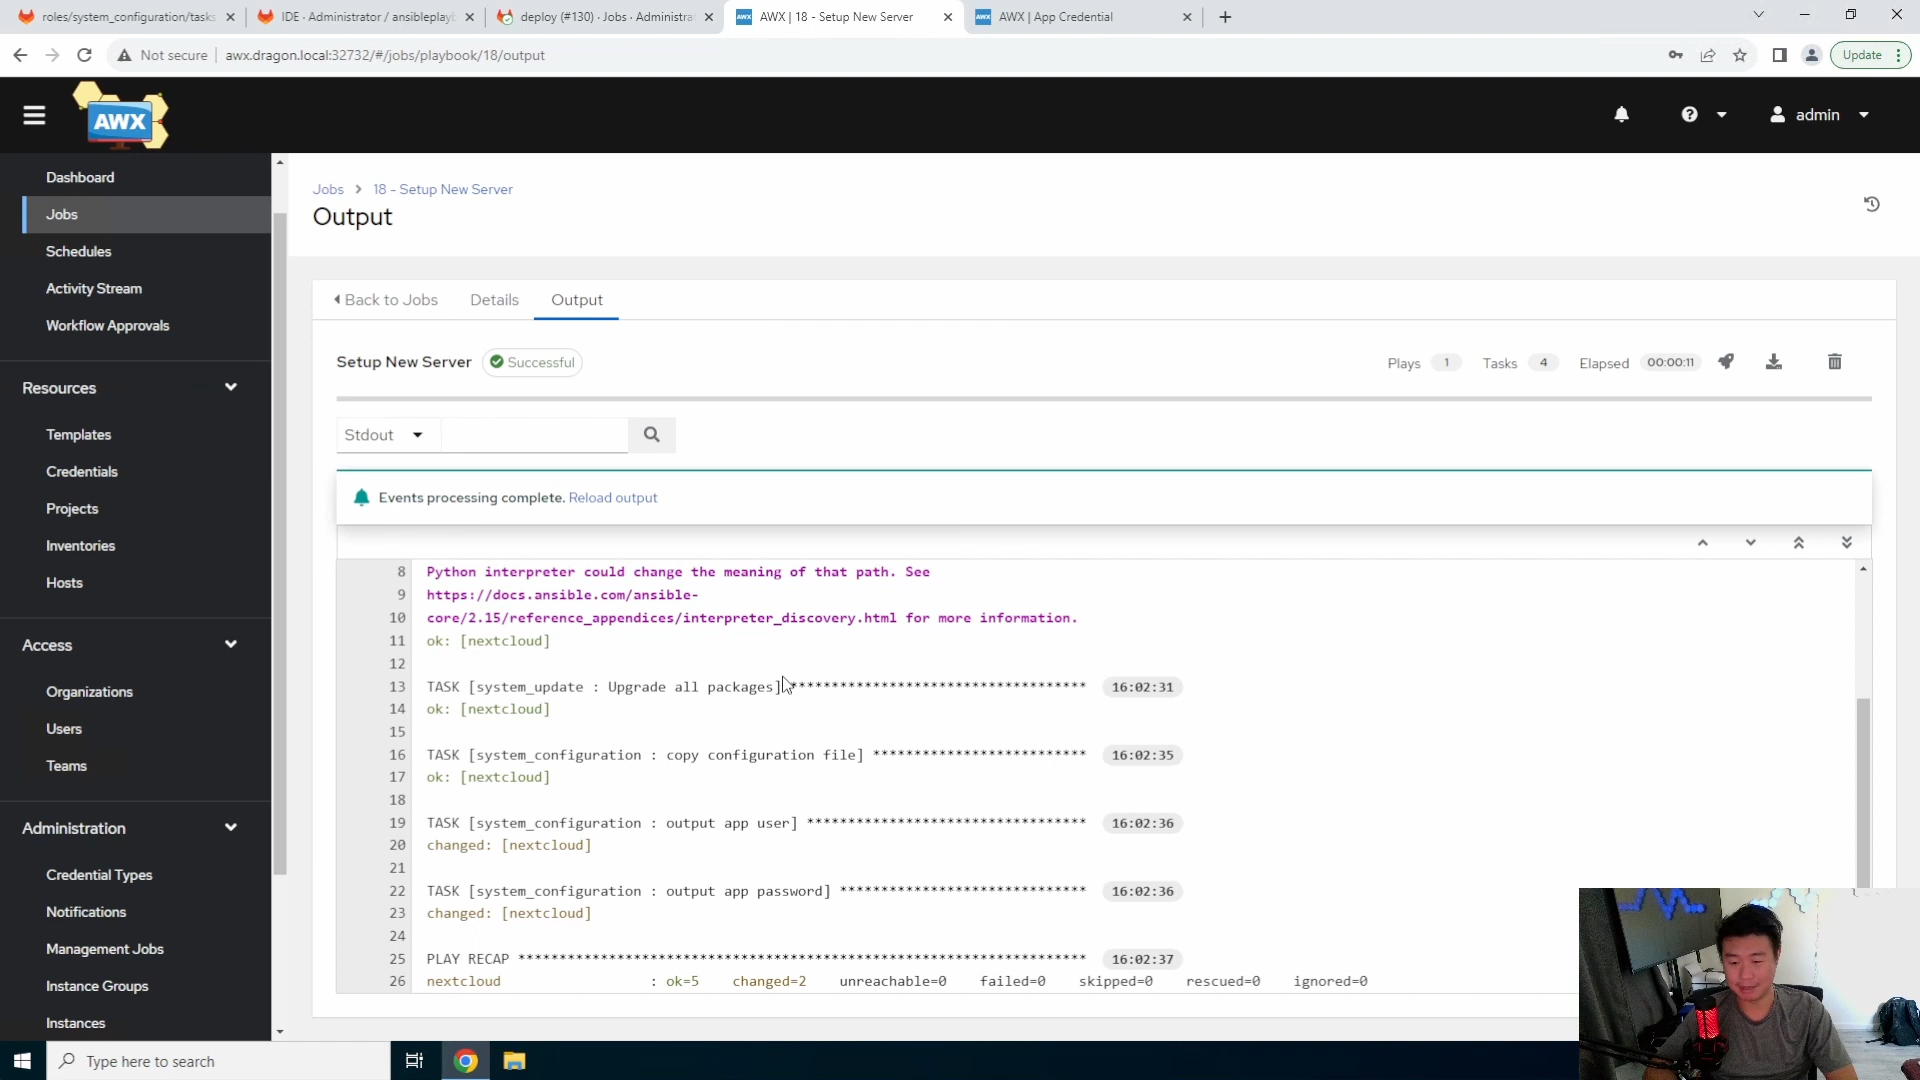 roles/system_configuration/tasks
IDE · Administrator / ansibleplayb
deploy (#130) · Jobs · Administra
AWX | 18 - Setup New Server
AWX | App Credential
Not secure
awx.dragon.local:32732/#/jobs/playbook/18/output
Update
AWX
admin
Dashboard
Jobs
Schedules
Activity Stream
Workflow Approvals
Resources
Templates
Credentials
Projects
Inventories
Hosts
Access
Organizations
Users
Teams
Administration
Credential Types
Notifications
Management Jobs
Instance Groups
Instances
Jobs > 18 - Setup New Server
Output
Back to Jobs
Details
Output
Setup New Server
Successful
Plays 1
Tasks 4
Elapsed 00:00:11
Stdout
Events processing complete. Reload output
8 Python interpreter could change the meaning of that path. See
9 https://docs.ansible.com/ansible-
10 core/2.15/reference_appendices/interpreter_discovery.html for more information.
11 ok: [nextcloud]
12
13 TASK [system_update : Upgrade all packages] ************************************ 16:02:31
14 ok: [nextcloud]
15
16 TASK [system_configuration : copy configuration file] ************************** 16:02:35
17 ok: [nextcloud]
18
19 TASK [system_configuration : output app user] ********************************** 16:02:36
20 changed: [nextcloud]
21
22 TASK [system_configuration : output app password] ****************************** 16:02:36
23 changed: [nextcloud]
24
25 PLAY RECAP ********************************************************************* 16:02:37
26 nextcloud : ok=5 changed=2 unreachable=0 failed=0 skipped=0 rescued=0 ignored=0
Type here to search